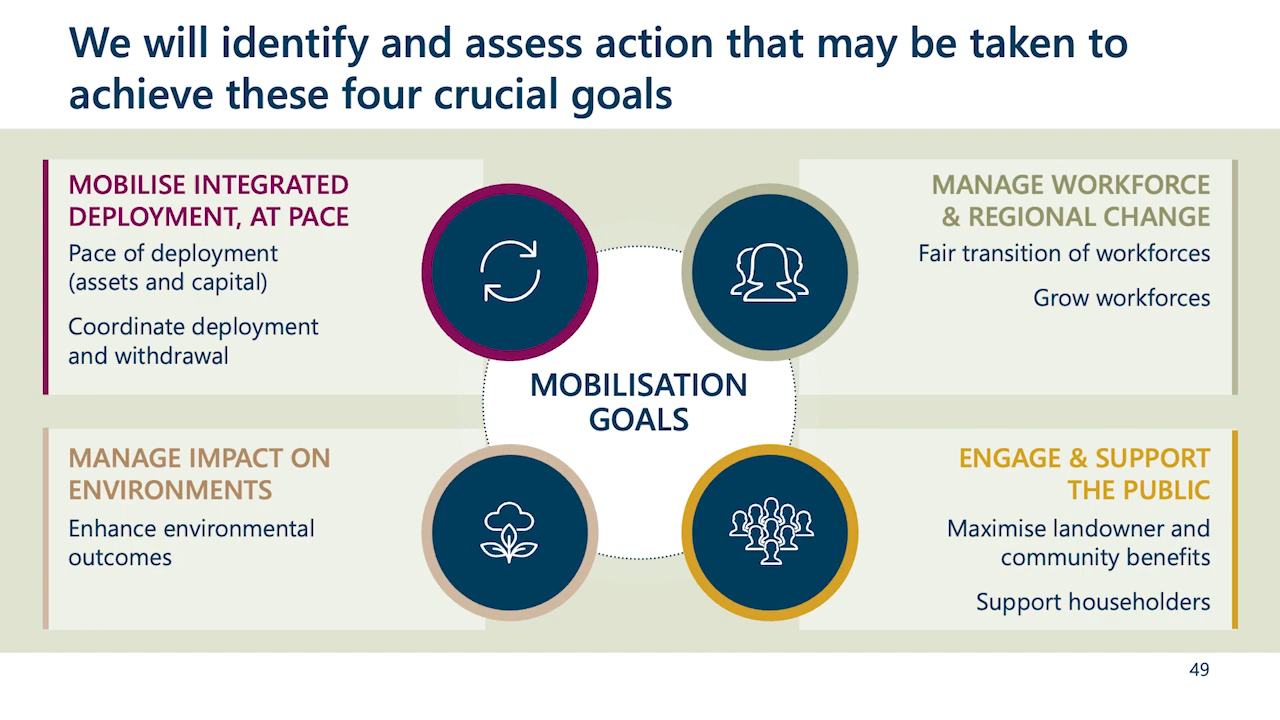 We will identify and assess action that may be taken to
achieve these four crucial goals
MOBILISE INTEGRATED
DEPLOYMENT, AT PACE
Pace of deployment
(assets and capital)
Coordinate deployment
and withdrawal
MANAGE WORKFORCE
& REGIONAL CHANGE
Fair transition of workforces
Grow workforces
MOBILISATION
GOALS
MANAGE IMPACT ON
ENVIRONMENTS
Enhance environmental
outcomes
ENGAGE & SUPPORT
THE PUBLIC
Maximise landowner and
community benefits
Support householders
49